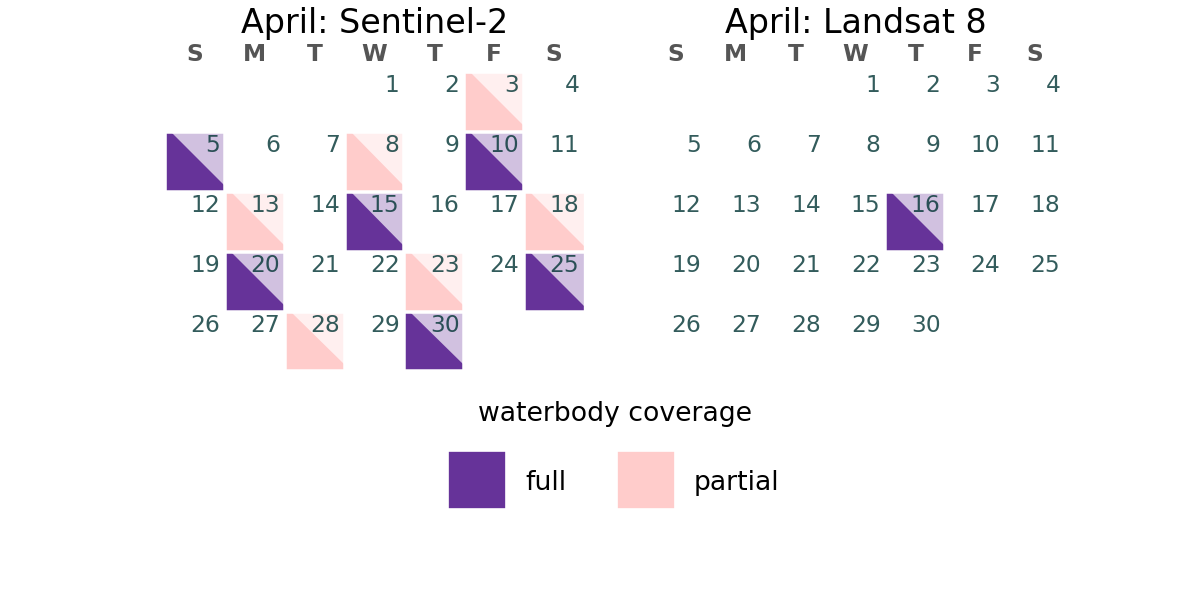 April: Sentinel-2
S M T W T F S
1 2 3 4
5 6 7 8 9 10 11
12 13 14 15 16 17 18
19 20 21 22 23 24 25
26 27 28 29 30
April: Landsat 8
S M T W T F S
1 2 3 4
5 6 7 8 9 10 11
12 13 14 15 16 17 18
19 20 21 22 23 24 25
26 27 28 29 30
waterbody coverage
full partial